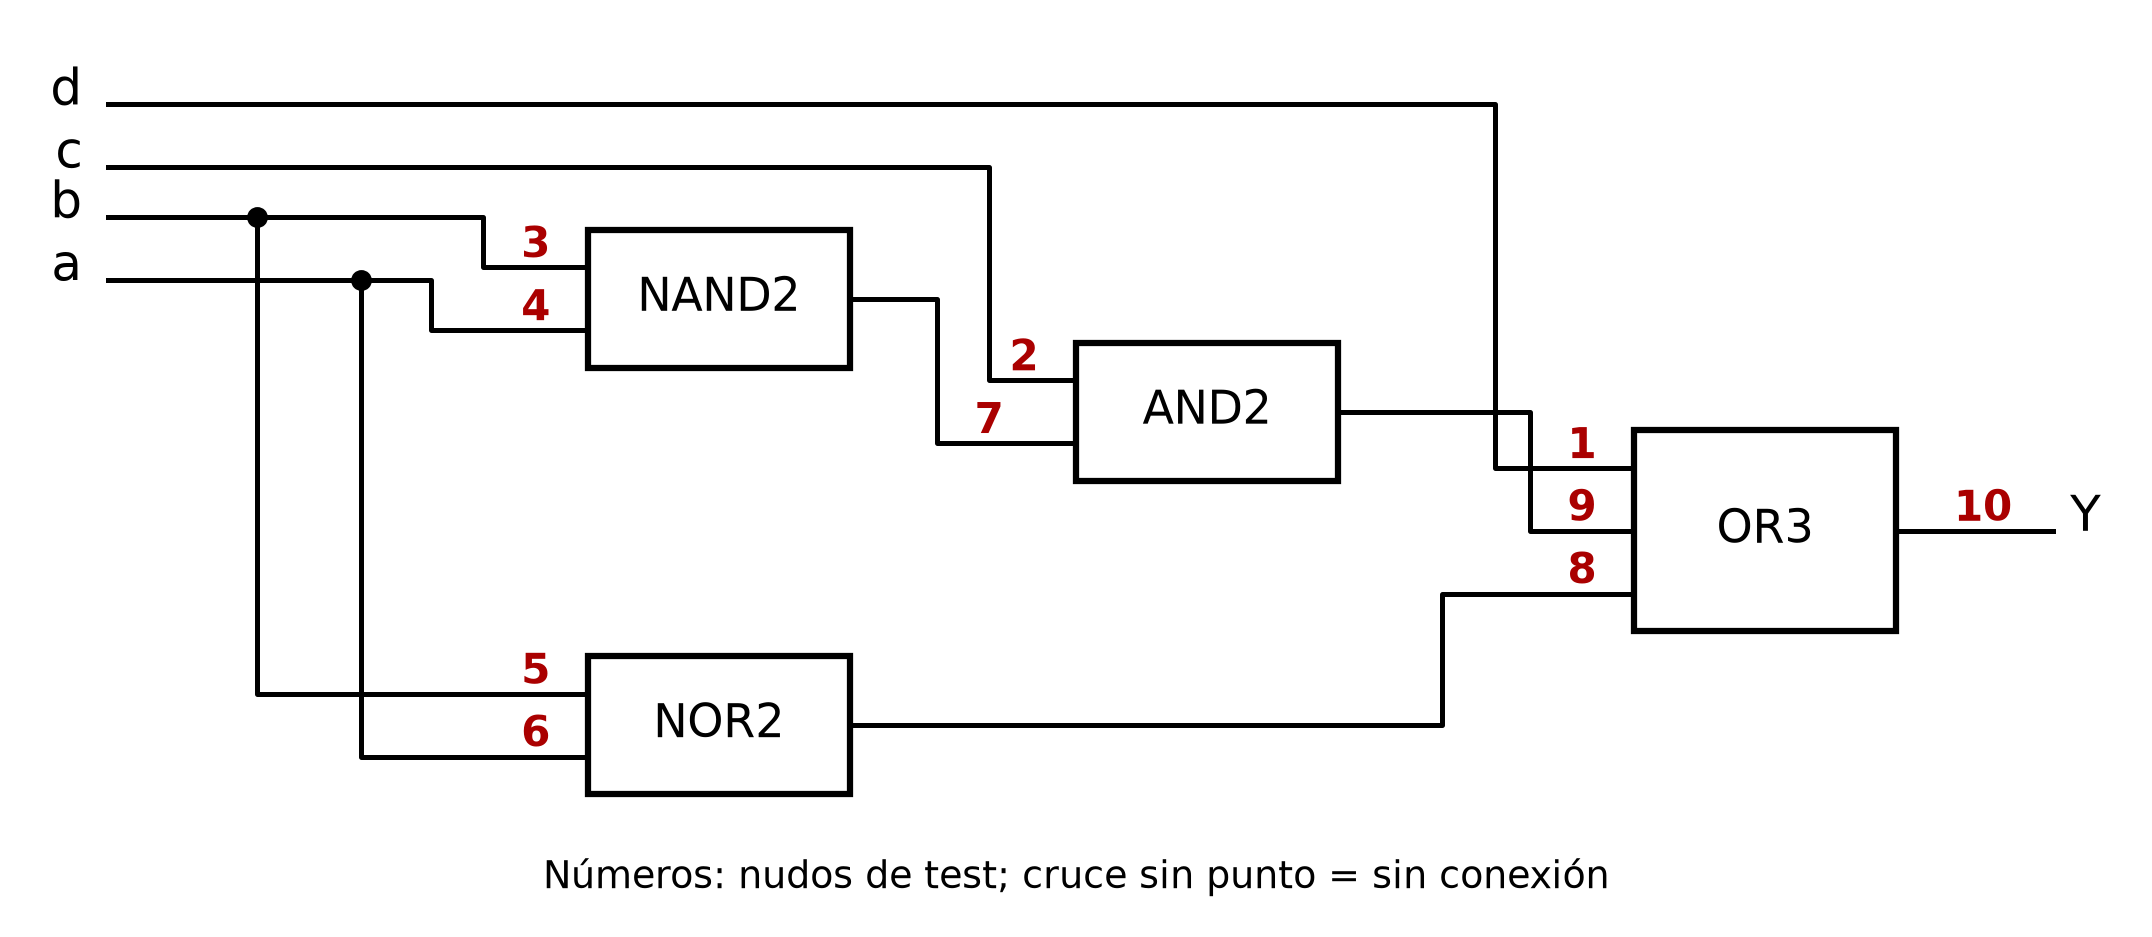 d
c
b
a
3
4
NAND2
2
7
AND2
1
9
8
OR3
10
Y
5
6
NOR2
Números: nudos de test; cruce sin punto = sin conexión